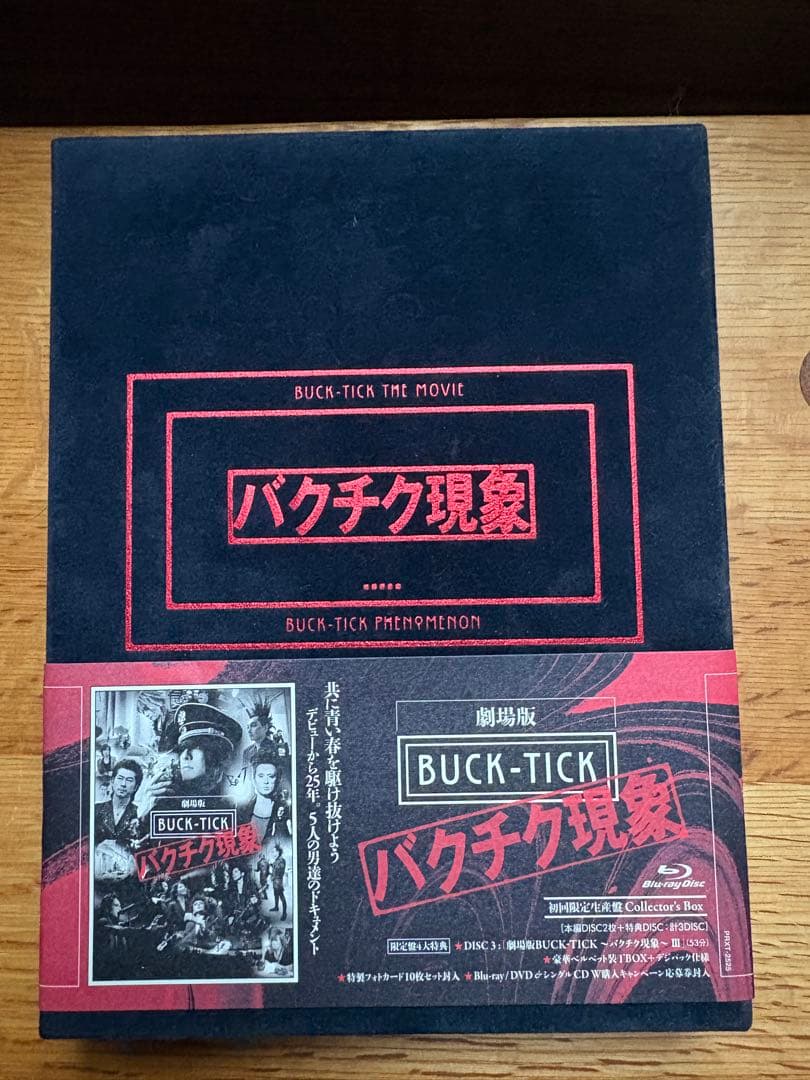 BUCK-TICK THE MOVIE
バクチク現象
BUCK-TICK PHENOMENON
共に青い春を駆け抜けよう
デビューから25年。5人の男達のドキュメント
劇場版
BUCK-TICK
バクチク現象
劇場版
BUCK-TICK
バクチク現象
Blu-ray Disc
初回限定生産盤 Collector's Box
[本編DISC2枚+特典DISC:計3DISC]
限定盤4大特典 ★DISC 3:「劇場版BUCK-TICK ～バクチク現象～ III」(53分)
★豪華ベルベット装丁BOX+デジパック仕様
★特製フォトカード10枚セット封入 ★Blu-ray/DVD & シングルCD W購入キャンペーン応募券封入